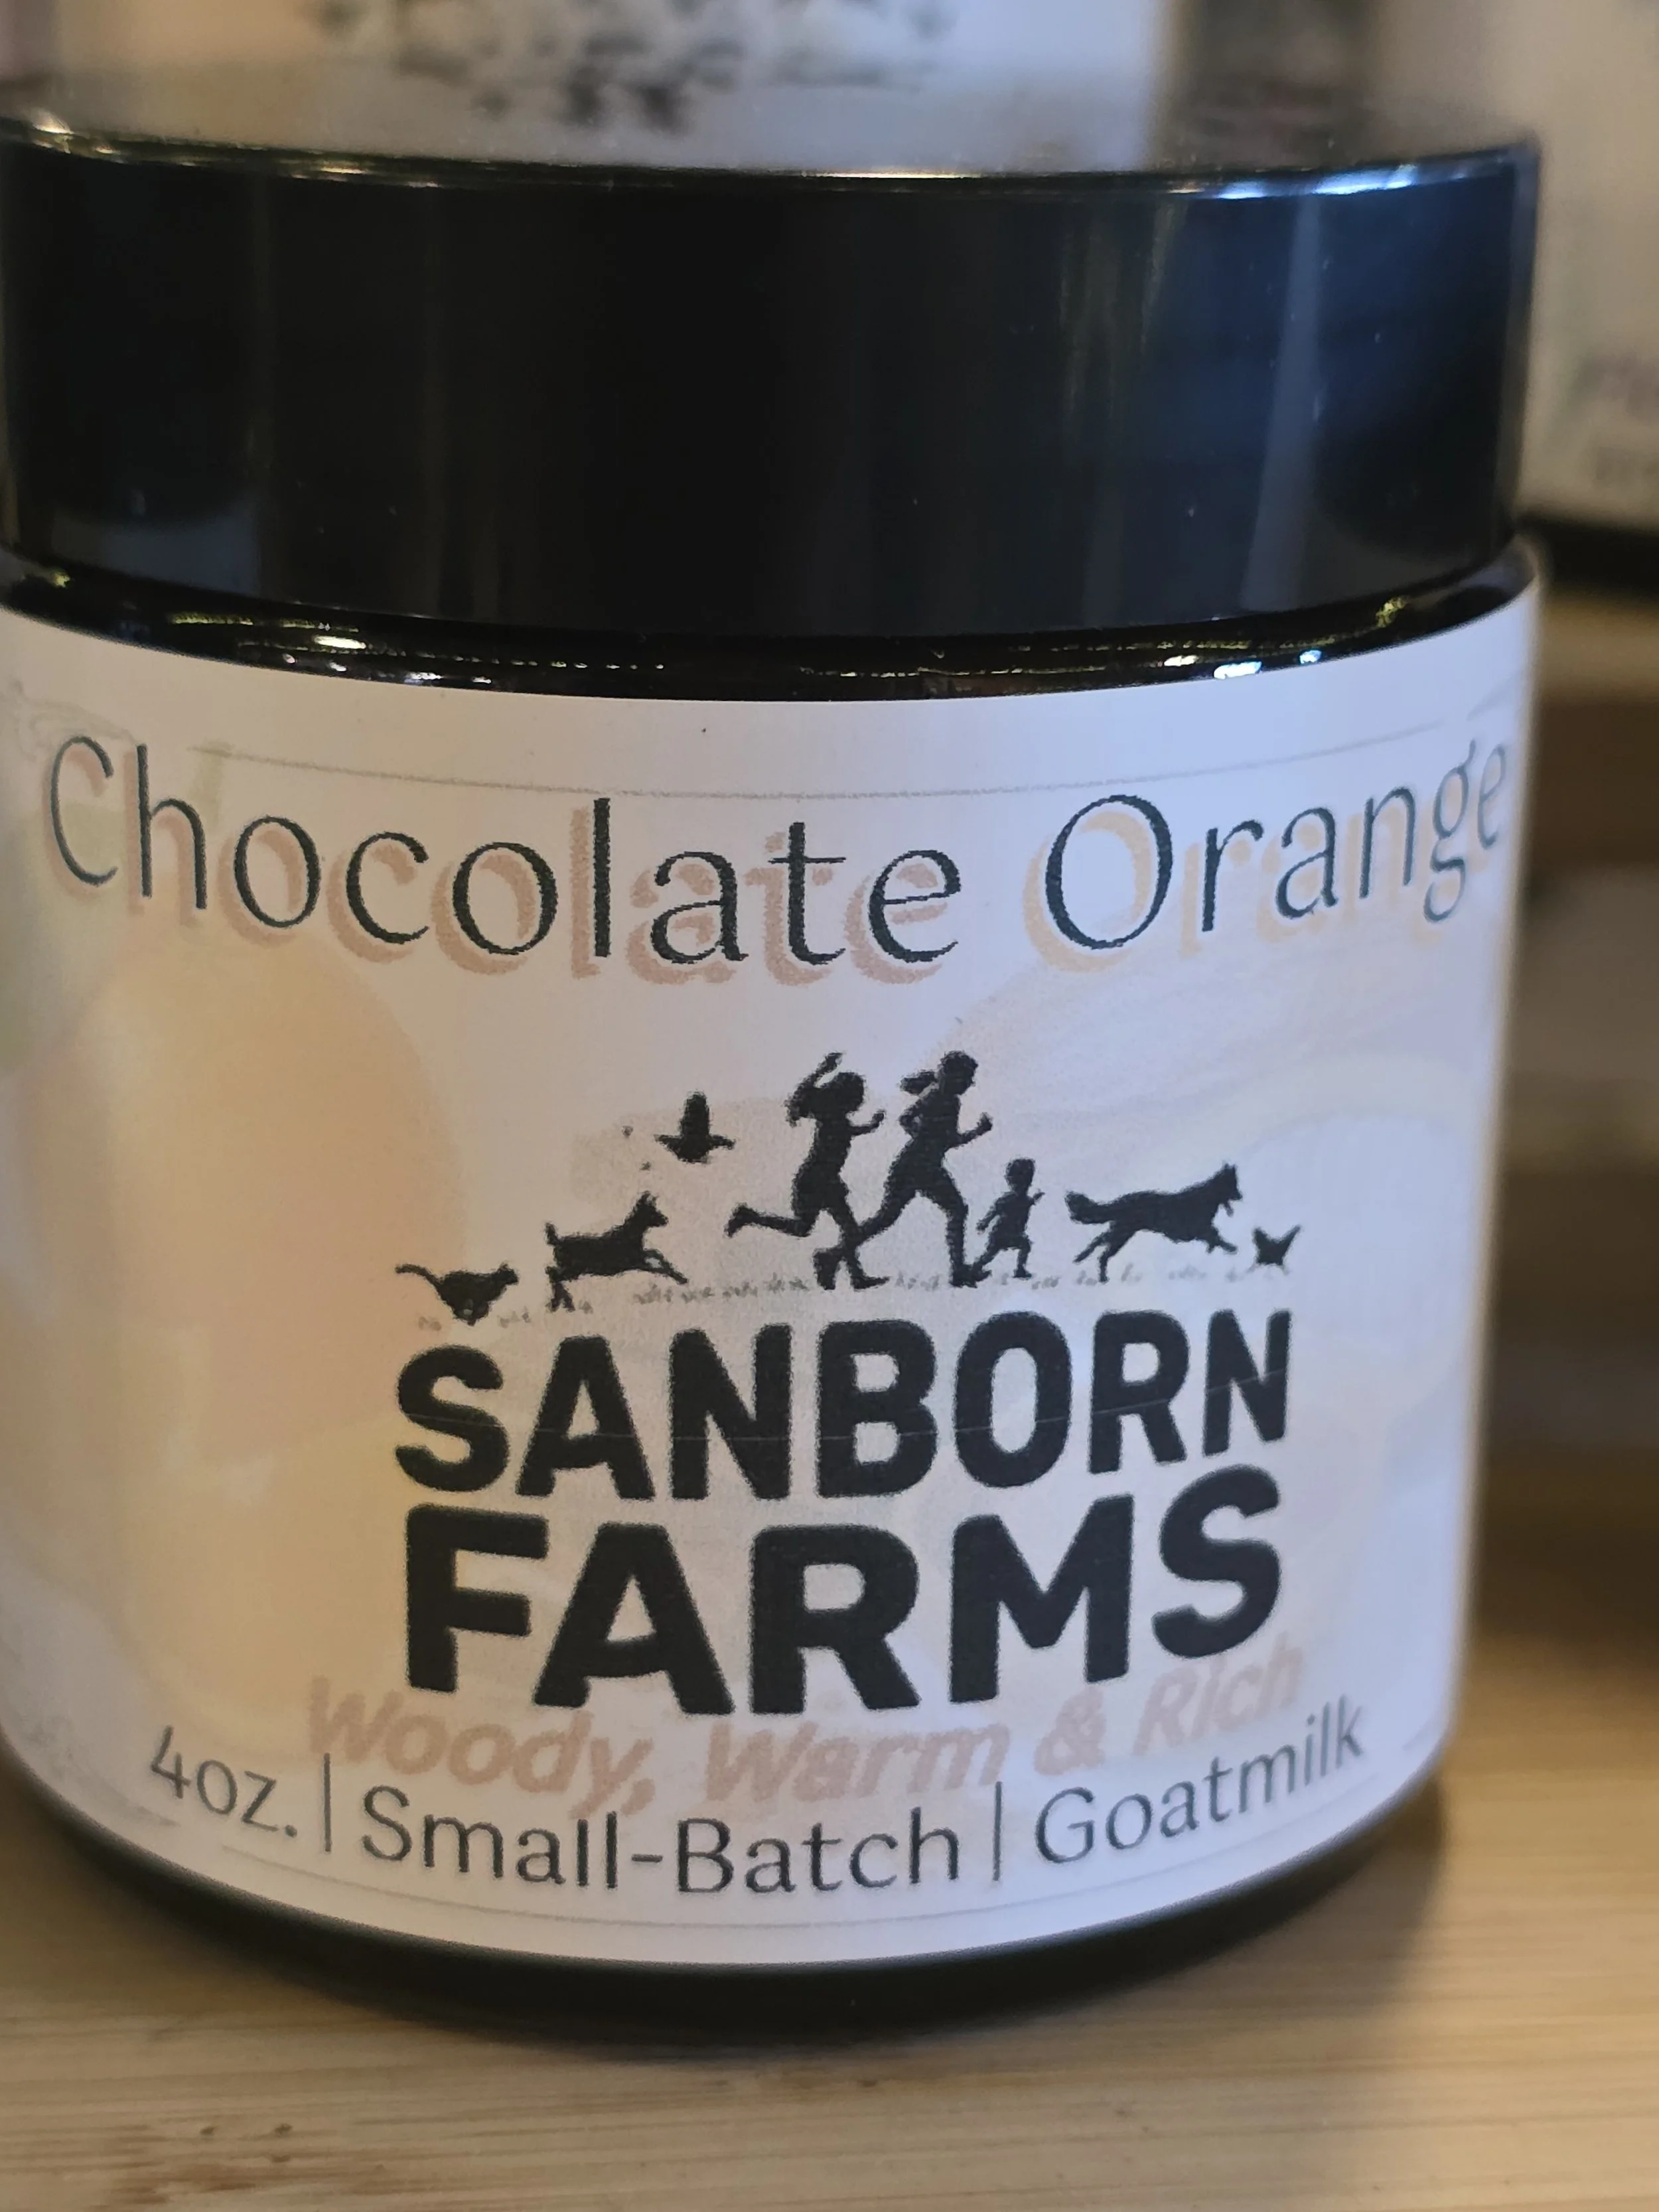 Chocolate Orange
SANBORN
FARMS
Woody, Warm & Rich
4oz. | Small-Batch | Goatmilk